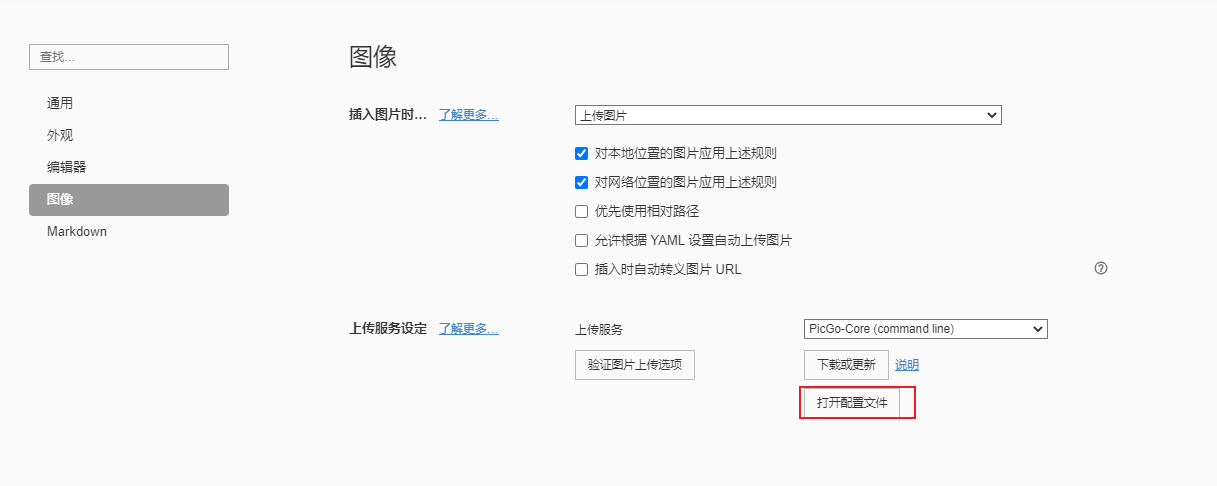 查找...
通用
外观
编辑器
图像
Markdown
图像
插入图片时... 了解更多... 上传图片
对本地位置的图片应用上述规则
对网络位置的图片应用上述规则
优先使用相对路径
允许根据 YAML 设置自动上传图片
插入时自动转义图片 URL
上传服务设定 了解更多... 上传服务 PicGo-Core (command line)
验证图片上传选项 下载或更新 说明
打开配置文件